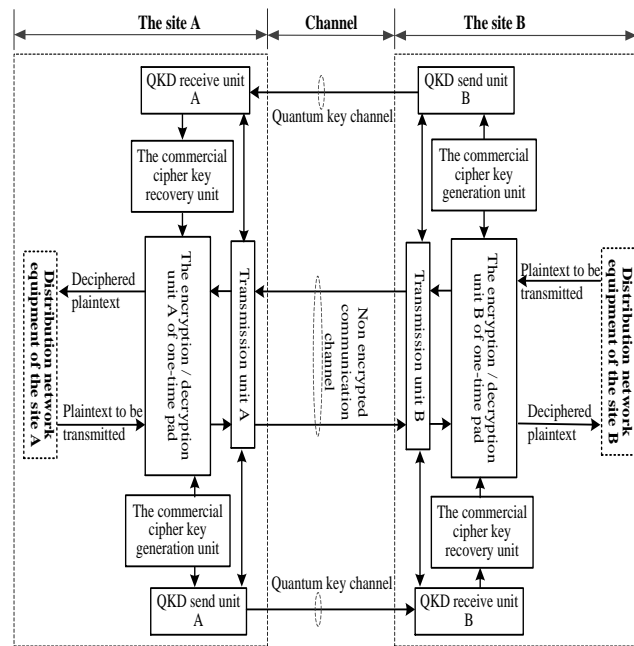 The site A
Channel
The site B
QKD receive unit
A
QKD send unit
B
Quantum key channel
The commercial
cipher key
recovery unit
The commercial
cipher key
generation unit
Distribution network
equipment of the site A
Deciphered
plaintext
Plaintext to be
transmitted
The encryption / decryption
unit A of one-time pad
Transmission unit A
Non encrypted
communication
channel
Transmission unit B
The encryption / decryption
unit B of one-time pad
Plaintext to be
transmitted
Deciphered
plaintext
Distribution network
equipment of the site B
The commercial
cipher key
generation unit
The commercial
cipher key
recovery unit
QKD send unit
A
Quantum key channel
QKD receive unit
B